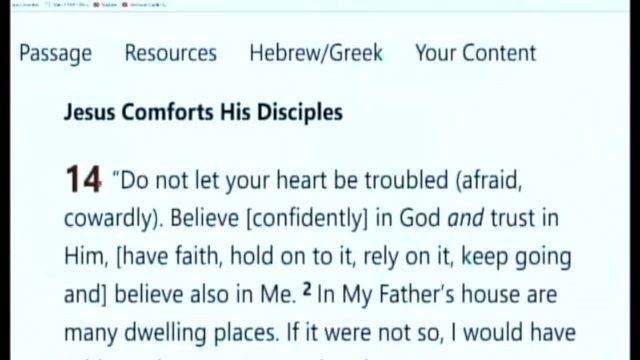 Passage Resources Hebrew/Greek Your Content
Jesus Comforts His Disciples
14 “Do not let your heart be troubled (afraid,
cowardly). Believe [confidently] in God and trust in
Him, [have faith, hold on to it, rely on it, keep going
and] believe also in Me. 2 In My Father’s house are
many dwelling places. If it were not so, I would have